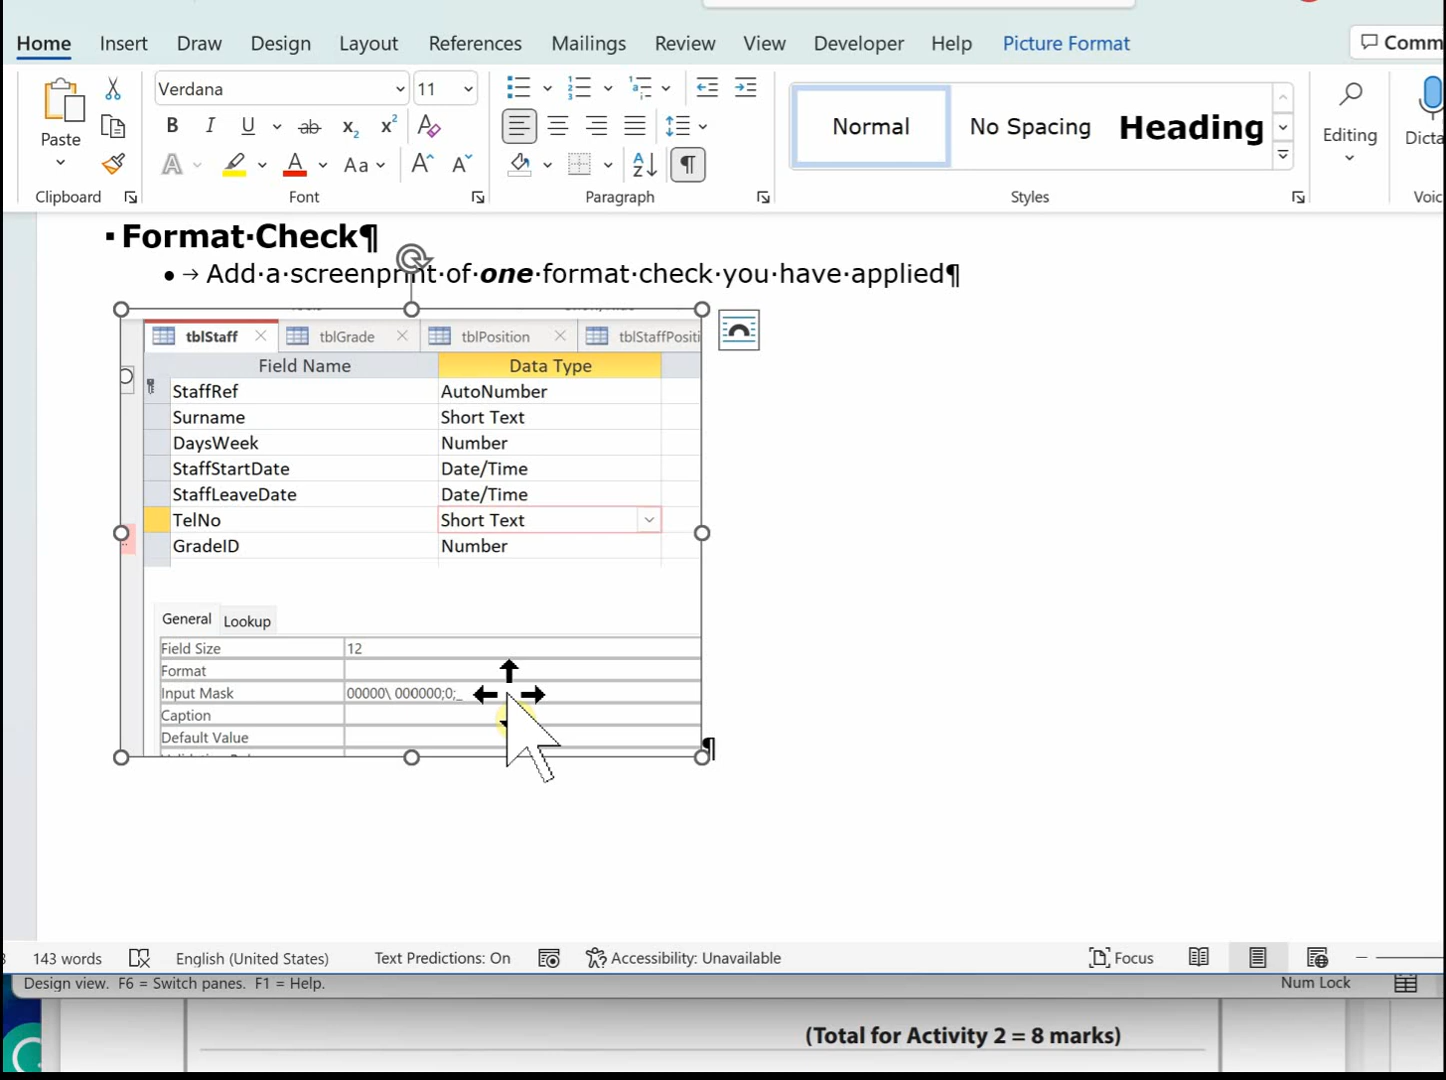 Home Insert Draw Design Layout References Mailings Review View Developer Help Picture Format
Verdana 11
Paste
Normal No Spacing Heading
Editing
Clipboard Font Paragraph Styles
▪Format·Check¶
•→Add·a·screenprint·of·one·format·check·you·have·applied¶
tblStaff tblGrade tblPosition
Field Name Data Type
StaffRef AutoNumber
Surname Short Text
DaysWeek Number
StaffStartDate Date/Time
StaffLeaveDate Date/Time
TelNo Short Text
GradeID Number
General Lookup
Field Size 12
Format
Input Mask 00000\ 000000;0;_
Caption
Default Value
¶
143 words English (United States) Text Predictions: On Accessibility: Unavailable Focus
Design view. F6 = Switch panes. F1 = Help. Num Lock
(Total for Activity 2 = 8 marks)